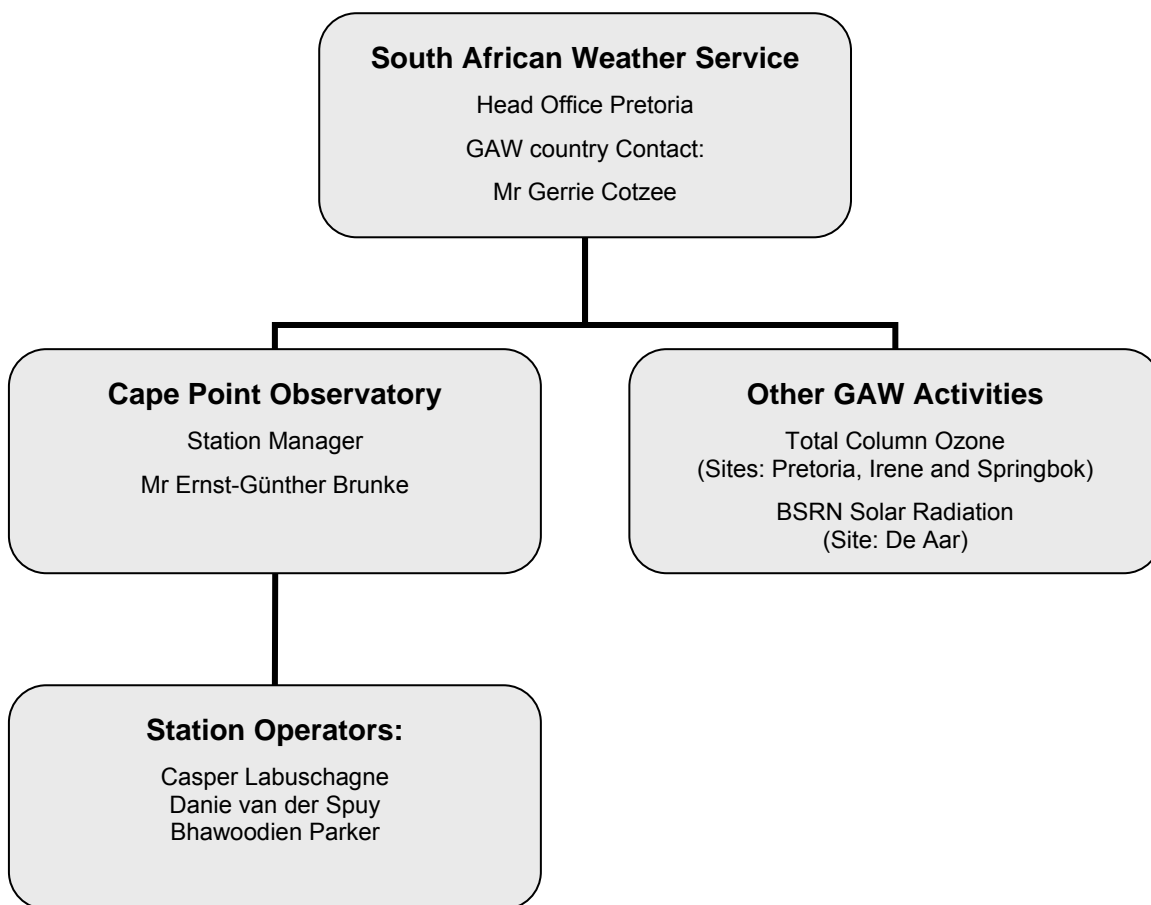 South African Weather Service
Head Office Pretoria
GAW country Contact:
Mr Gerrie Cotzee
Cape Point Observatory
Station Manager
Mr Ernst-Günther Brunke
Other GAW Activities
Total Column Ozone
(Sites: Pretoria, Irene and Springbok)
BSRN Solar Radiation
(Site: De Aar)
Station Operators:
Casper Labuschagne
Danie van der Spuy
Bhawoodien Parker